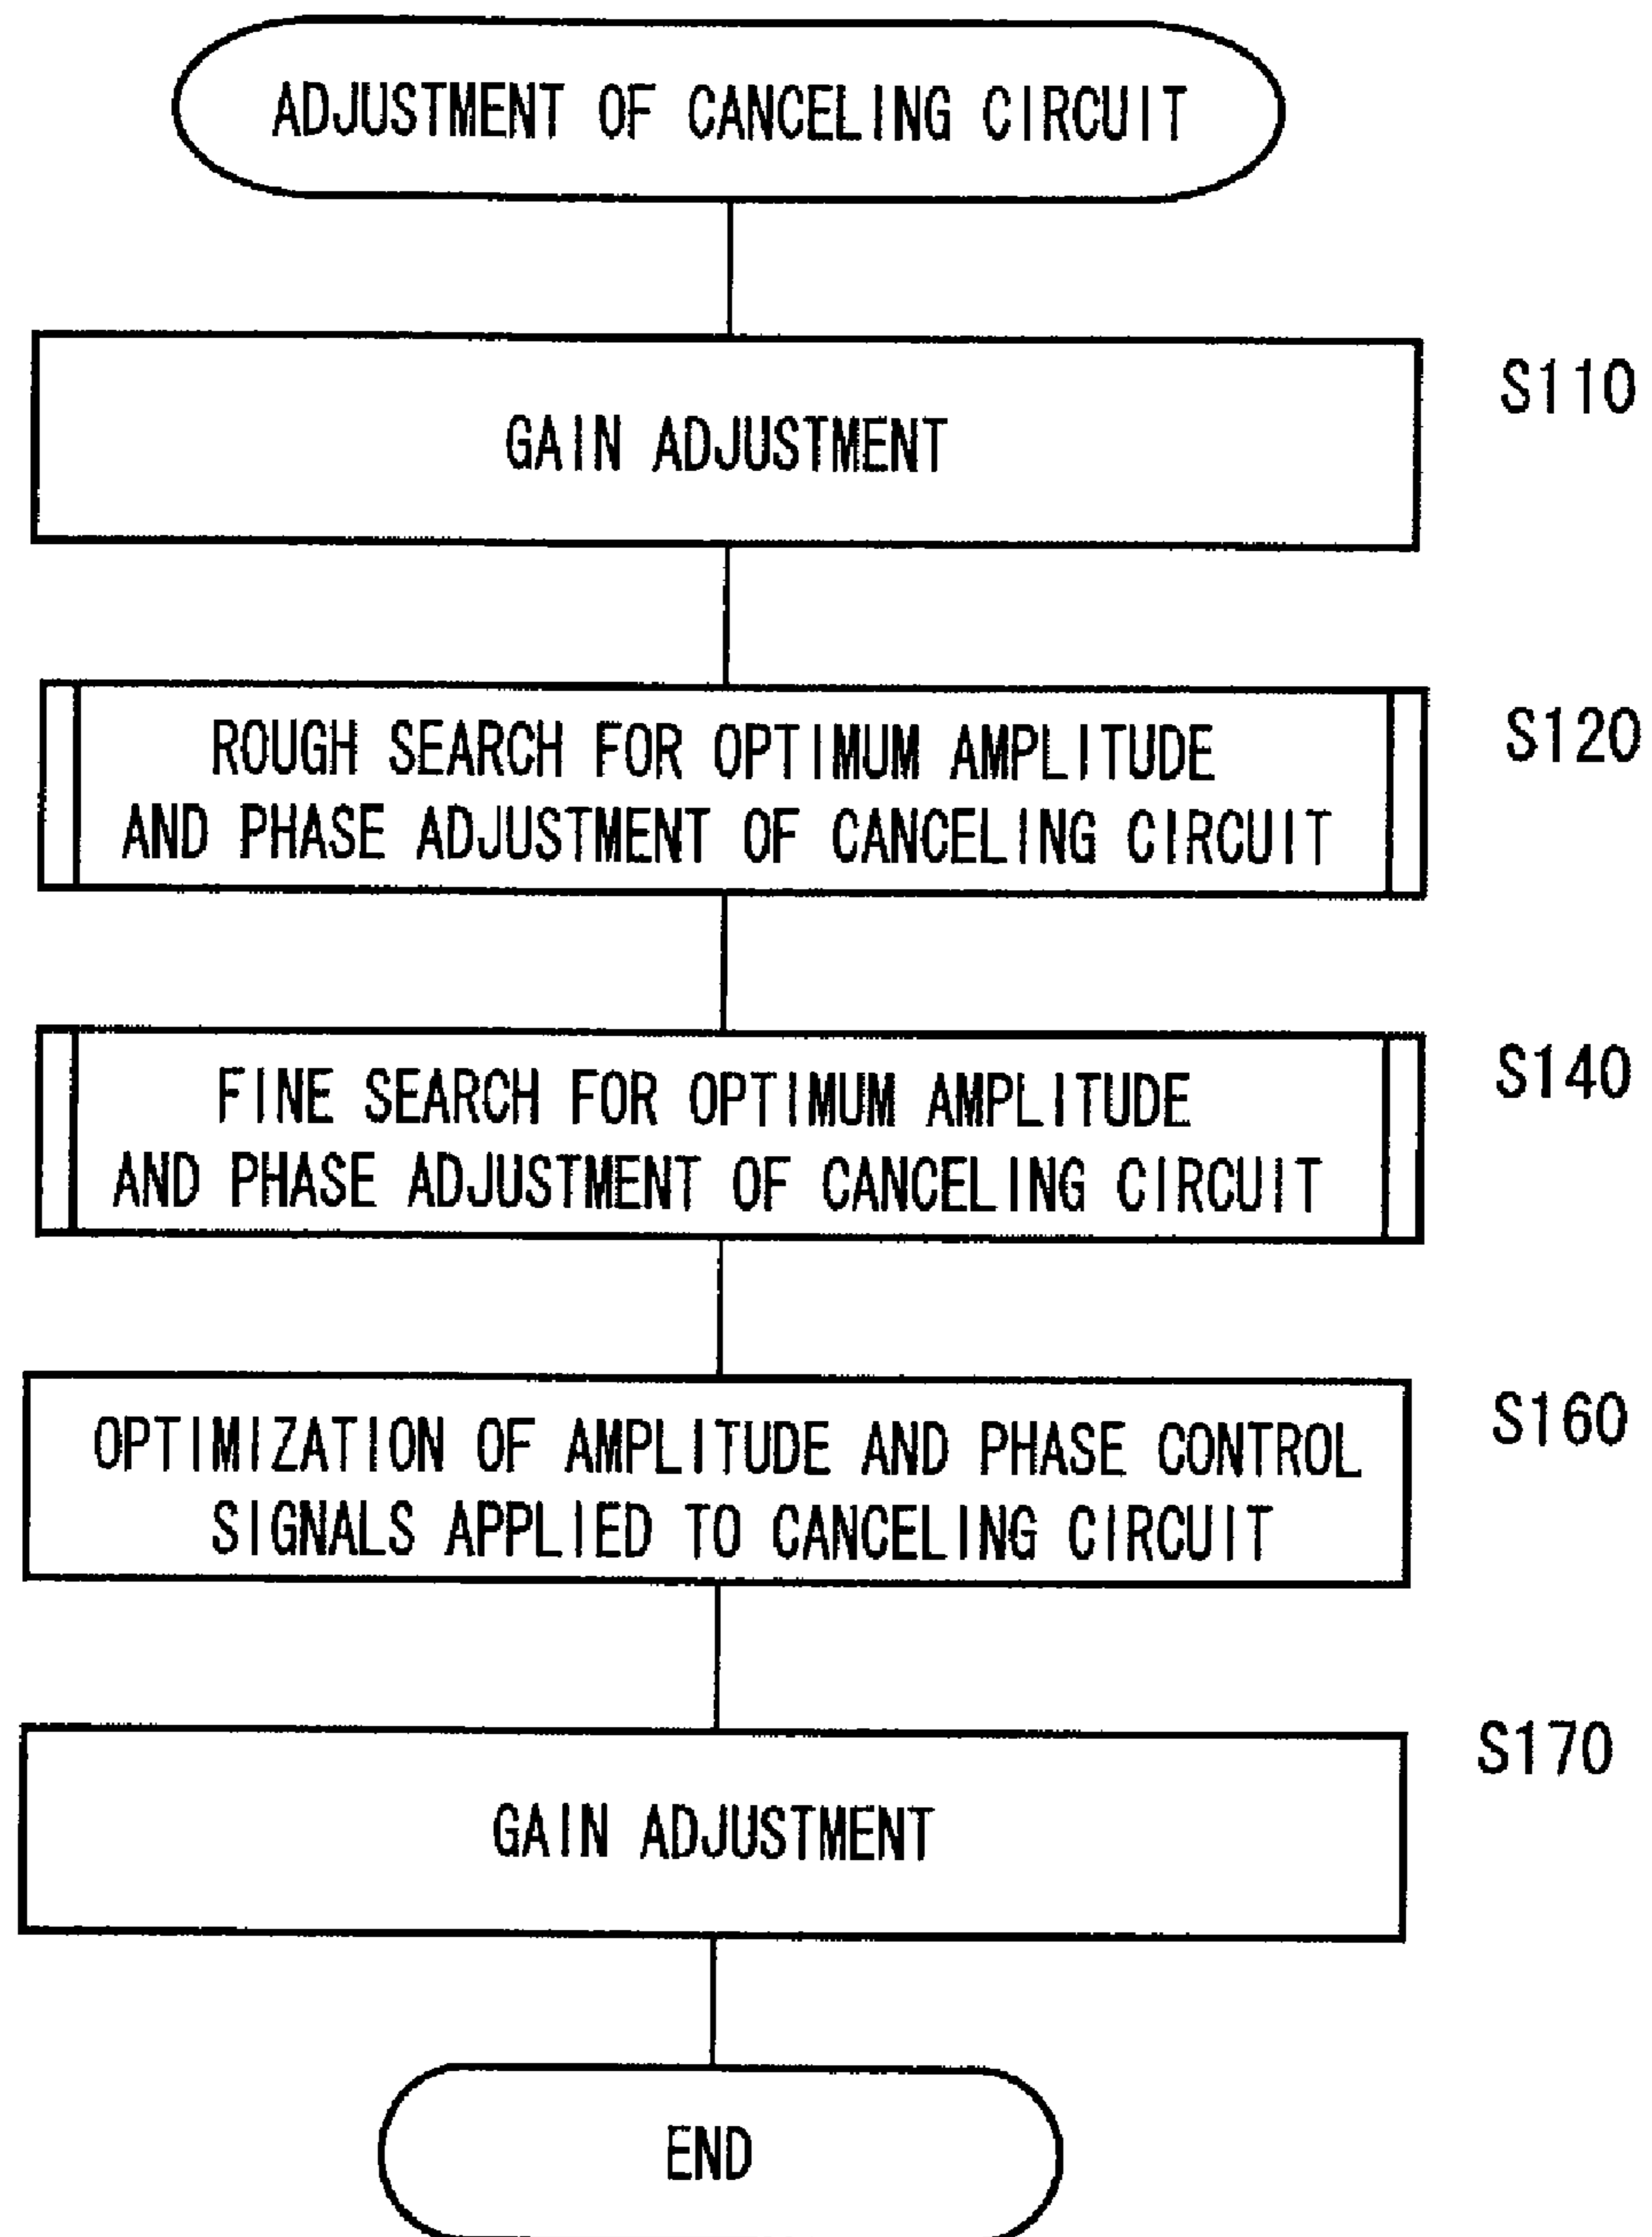 ADJUSTMENT OF CANCELING CIRCUIT
GAIN ADJUSTMENT
S110
ROUGH SEARCH FOR OPTIMUM AMPLITUDE
AND PHASE ADJUSTMENT OF CANCELING CIRCUIT
S120
FINE SEARCH FOR OPTIMUM AMPLITUDE
AND PHASE ADJUSTMENT OF CANCELING CIRCUIT
S140
OPTIMIZATION OF AMPLITUDE AND PHASE CONTROL
SIGNALS APPLIED TO CANCELING CIRCUIT
S160
GAIN ADJUSTMENT
S170
END